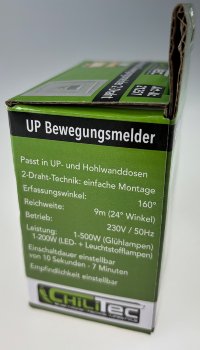 UP Bewegungsmelder
Passt in UP- und Hohlwanddosen
2-Draht-Technik: einfache Montage
Erfassungswinkel: 160°
Reichweite: 9m (24° Winkel)
Betrieb: 230V / 50Hz
Leistung: 1-500W (Glühlampen)
1-200W (LED- + Leuchtstofflampen)
Einschaltdauer einstellbar
von 10 Sekunden - 7 Minuten
Empfindlichkeit einstellbar
CHiLiTEC